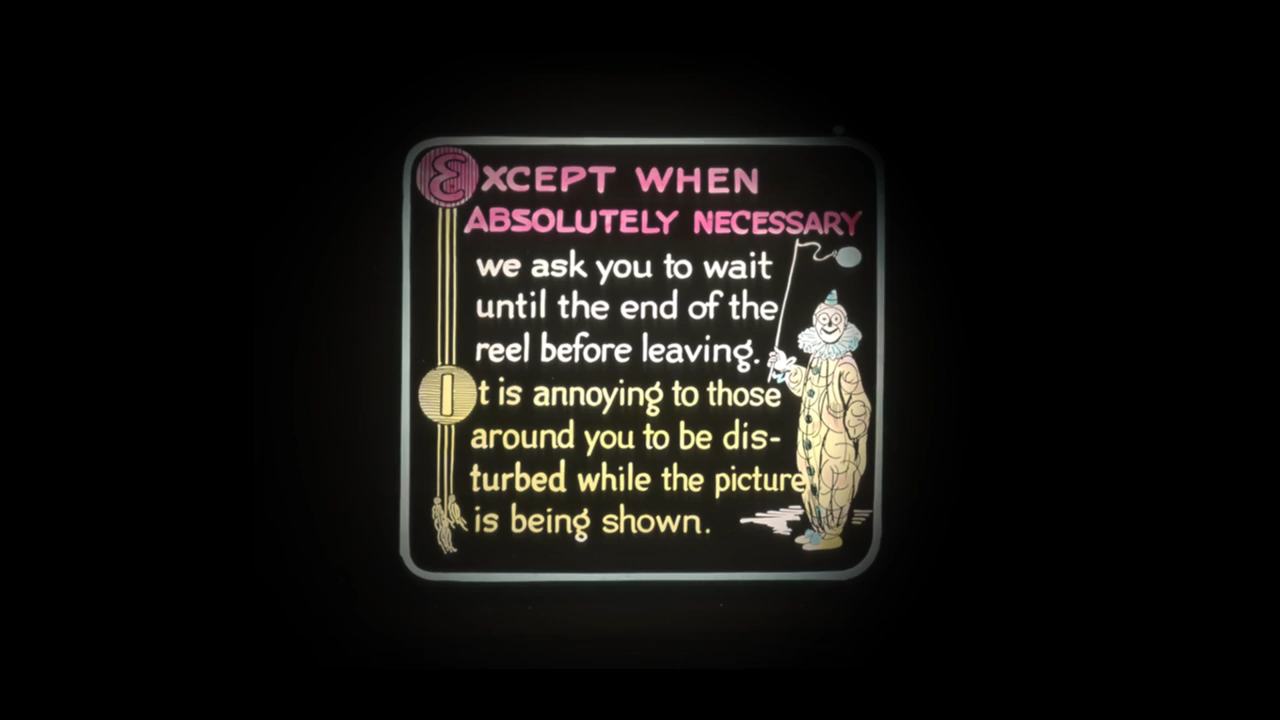 EXCEPT WHEN
ABSOLUTELY NECESSARY
we ask you to wait
until the end of the
reel before leaving.
It is annoying to those
around you to be dis-
turbed while the picture
is being shown.